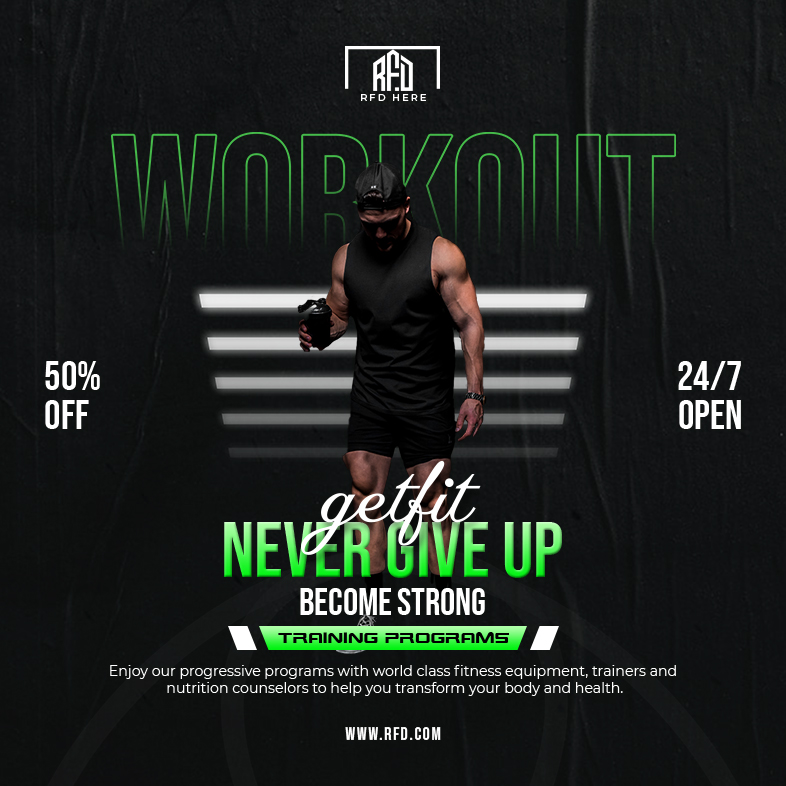 RFD
RFD HERE
WORKOUT
50%
OFF
24/7
OPEN
getfit
NEVER GIVE UP
BECOME STRONG
TRAINING PROGRAMS
Enjoy our progressive programs with world class fitness equipment, trainers and
nutrition counselors to help you transform your body and health.
WWW.RFD.COM